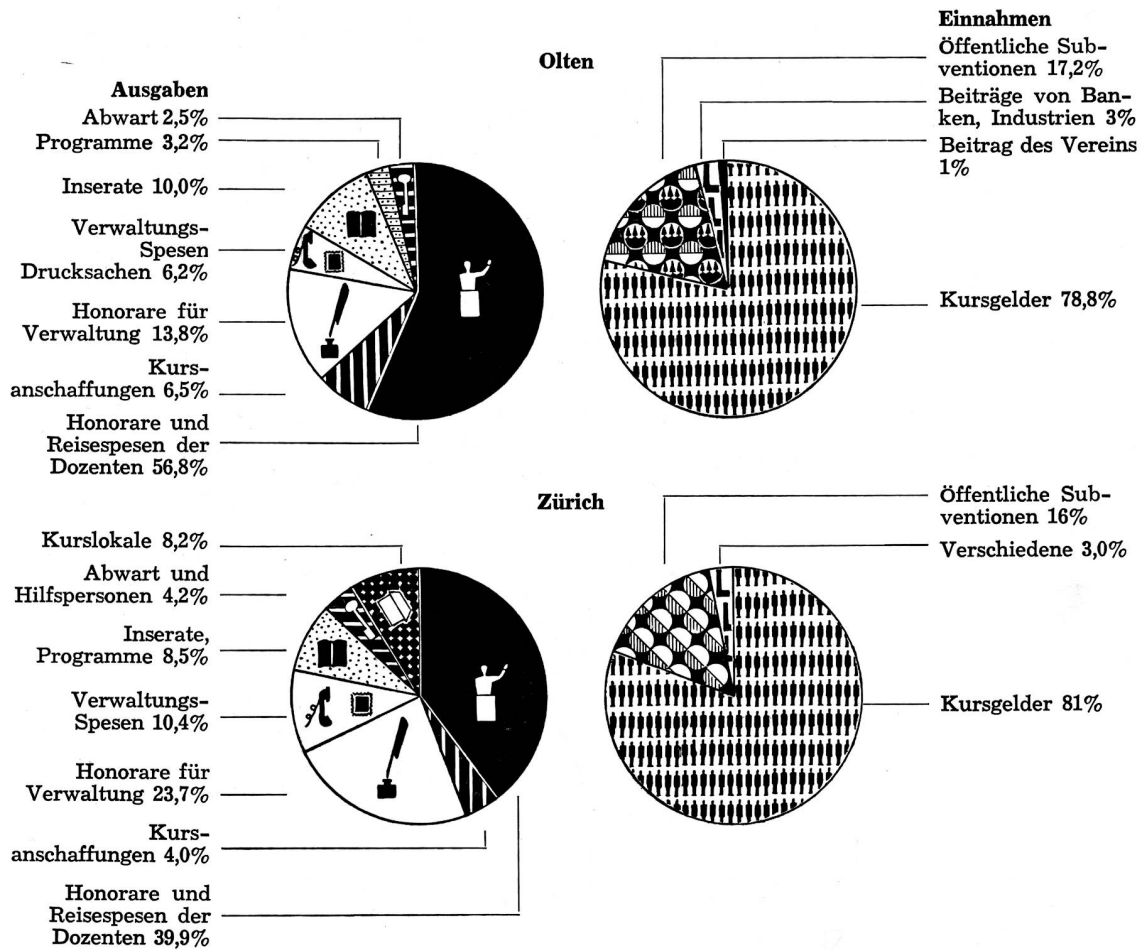 Olten
Ausgaben
Abwart 2,5%
Programme 3,2%
Inserate 10,0%
Verwaltungs-
Spesen
Drucksachen 6,2%
Honorare für
Verwaltung 13,8%
Kurs-
anschaffungen 6,5%
Honorare und
Reisespesen der
Dozenten 56,8%
Einnahmen
Öffentliche Sub-
ventionen 17,2%
Beiträge von Ban-
ken, Industrien 3%
Beitrag des Vereins
1%
Kursgelder 78,8%
Zürich
Kurslokale 8,2%
Abwart und
Hilfspersonen 4,2%
Inserate,
Programme 8,5%
Verwaltungs-
Spesen 10,4%
Honorare für
Verwaltung 23,7%
Kurs-
anschaffungen 4,0%
Honorare und
Reisespesen der
Dozenten 39,9%
Öffentliche Sub-
ventionen 16%
Verschiedene 3,0%
Kursgelder 81%